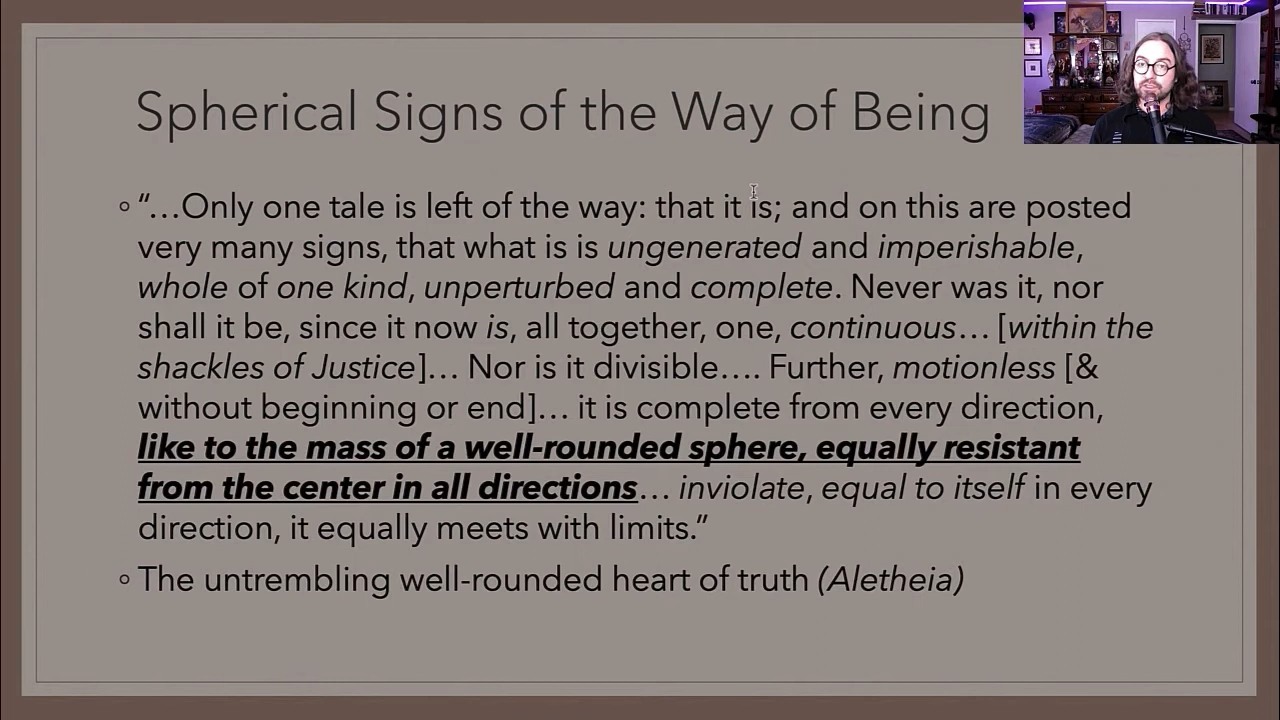 Spherical Signs of the Way of Being
◦ “…Only one tale is left of the way: that it is; and on this are posted
very many signs, that what is is ungenerated and imperishable,
whole of one kind, unperturbed and complete. Never was it, nor
shall it be, since it now is, all together, one, continuous… [within the
shackles of Justice]… Nor is it divisible…. Further, motionless [&
without beginning or end]… it is complete from every direction,
like to the mass of a well-rounded sphere, equally resistant
from the center in all directions… inviolate, equal to itself in every
direction, it equally meets with limits.”
◦ The untrembling well-rounded heart of truth (Aletheia)